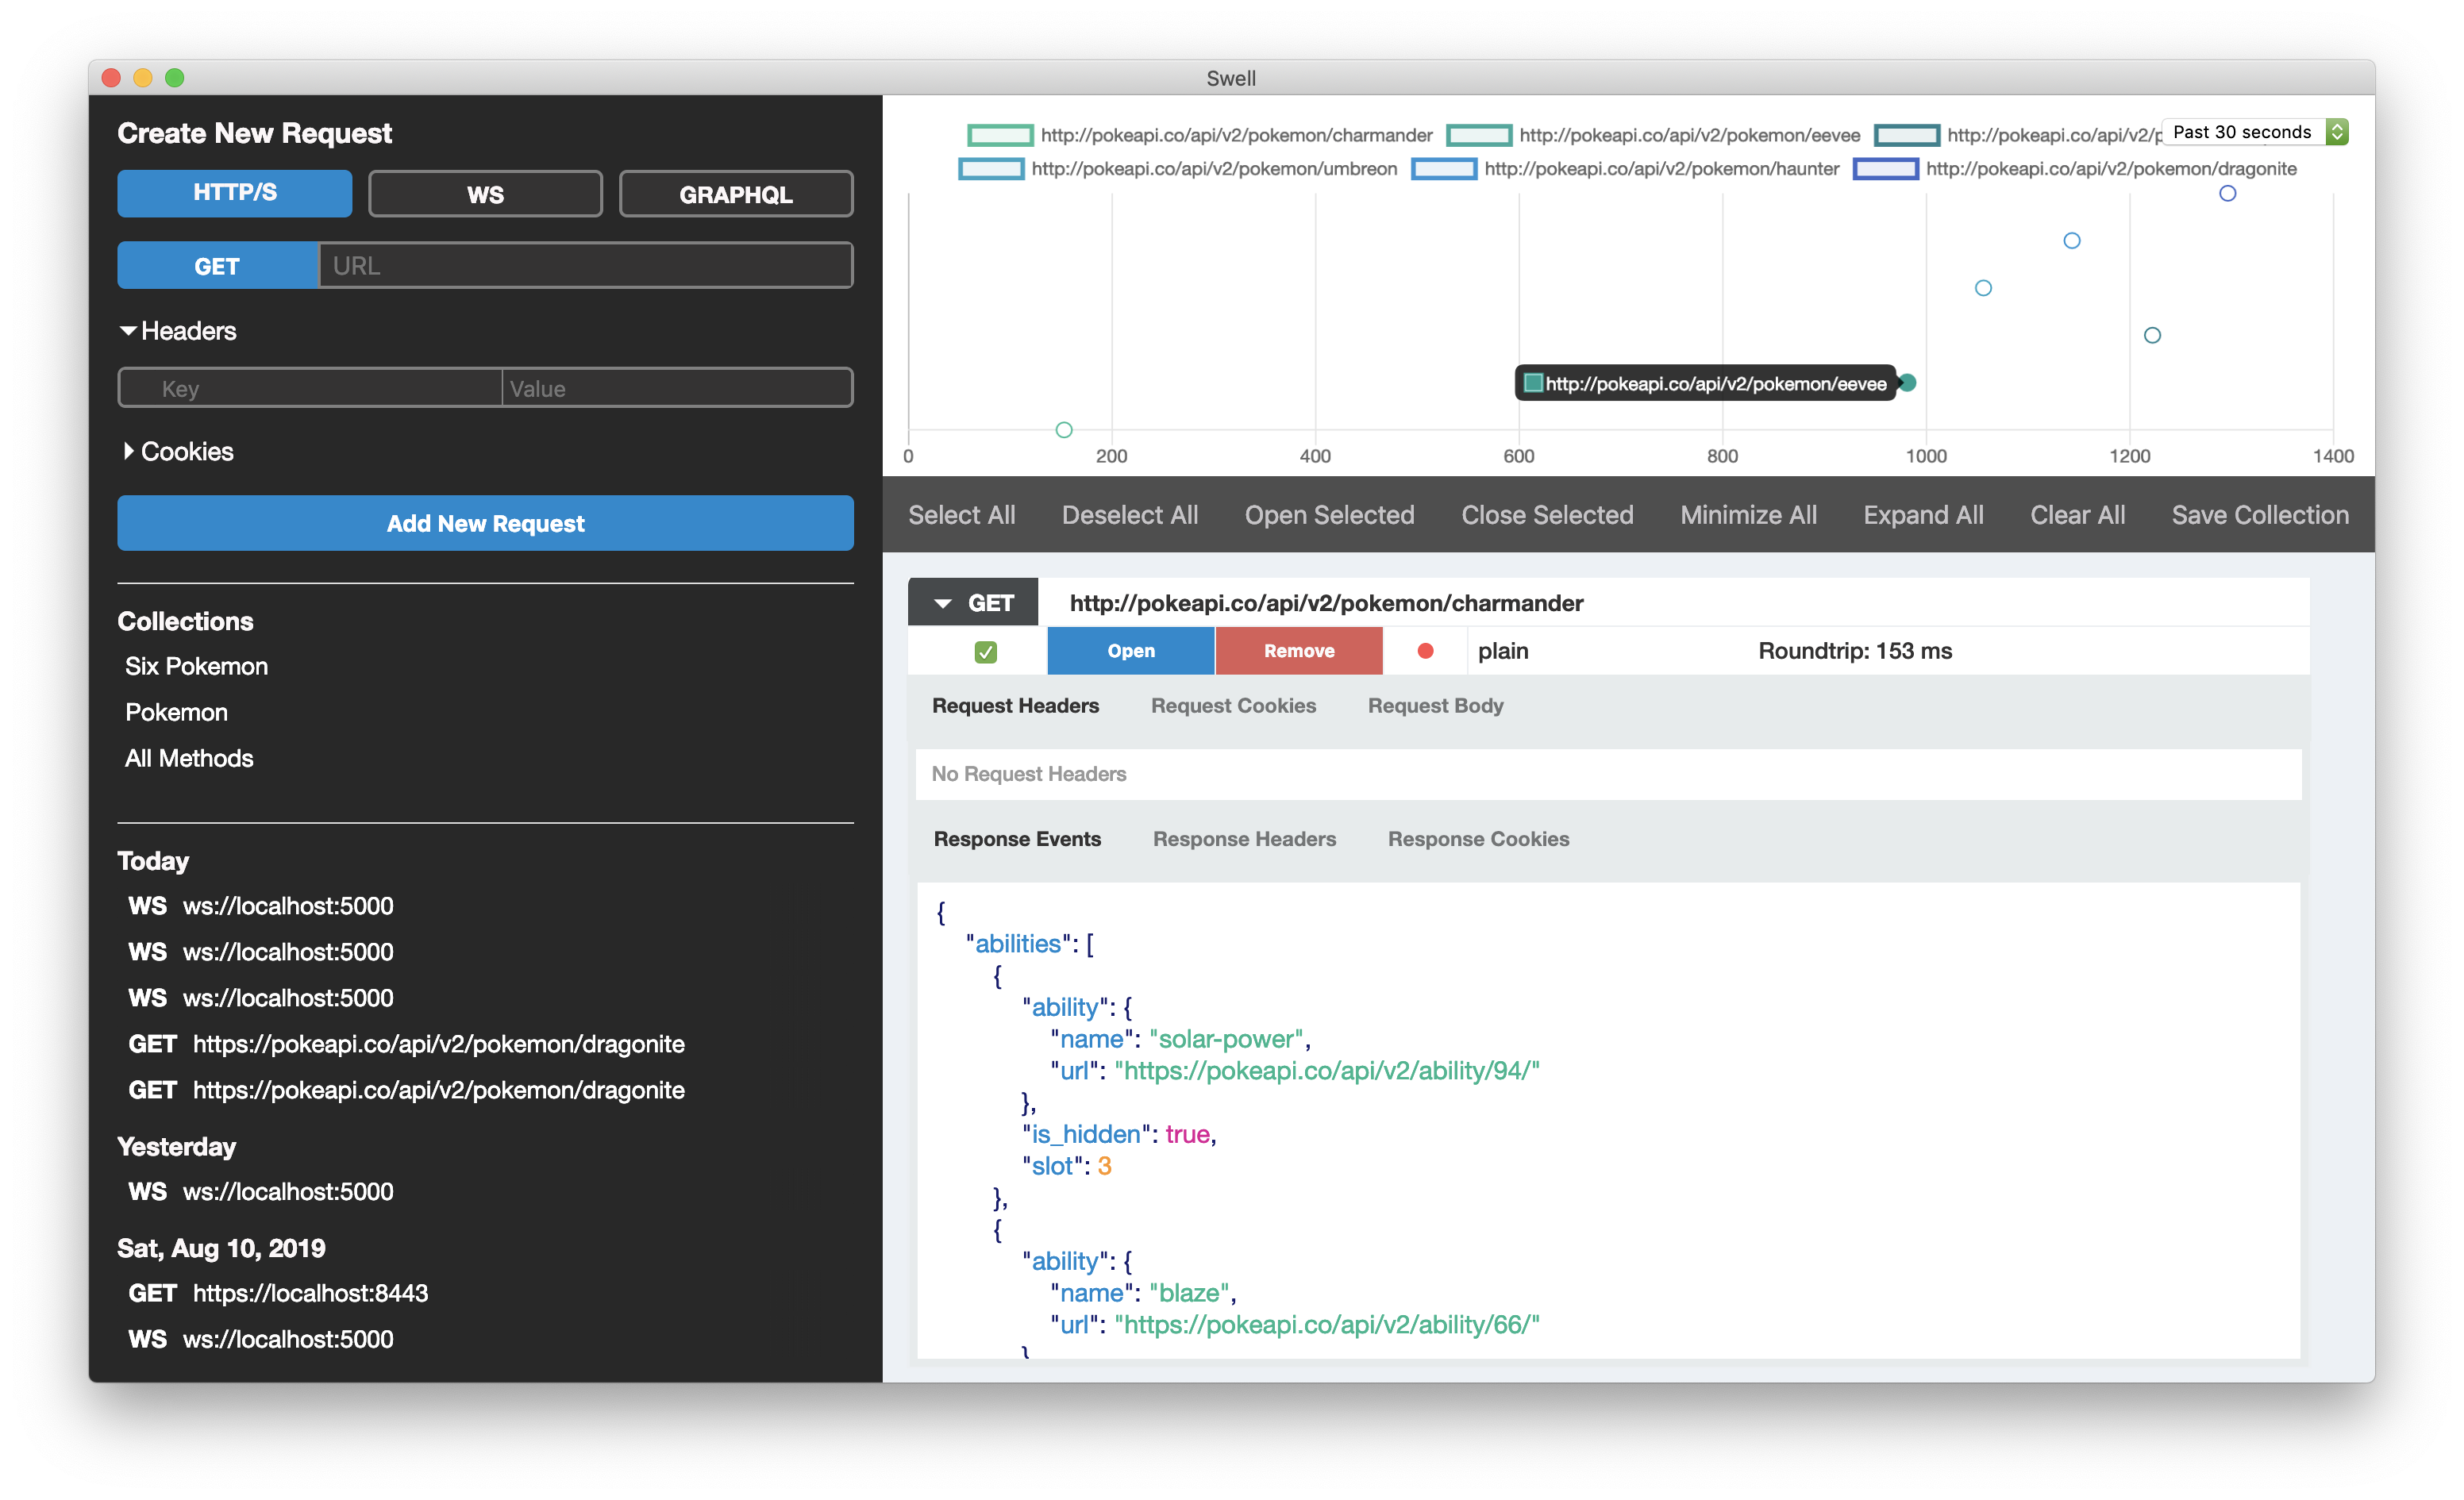 Swell
Create New Request
HTTP/S WS GRAPHQL
GET URL
Headers
Key Value
Cookies
Add New Request
Collections
Six Pokemon
Pokemon
All Methods
Today
WS ws://localhost:5000
WS ws://localhost:5000
WS ws://localhost:5000
GET https://pokeapi.co/api/v2/pokemon/dragonite
GET https://pokeapi.co/api/v2/pokemon/dragonite
Yesterday
WS ws://localhost:5000
Sat, Aug 10, 2019
GET https://localhost:8443
WS ws://localhost:5000
http://pokeapi.co/api/v2/pokemon/charmander http://pokeapi.co/api/v2/pokemon/eevee http://pokeapi.co/api/v2/p Past 30 seconds
http://pokeapi.co/api/v2/pokemon/umbreon http://pokeapi.co/api/v2/pokemon/haunter http://pokeapi.co/api/v2/pokemon/dragonite
http://pokeapi.co/api/v2/pokemon/eevee
0 200 400 600 800 1000 1200 1400
Select All Deselect All Open Selected Close Selected Minimize All Expand All Clear All Save Collection
GET http://pokeapi.co/api/v2/pokemon/charmander
Open Remove plain Roundtrip: 153 ms
Request Headers Request Cookies Request Body
No Request Headers
Response Events Response Headers Response Cookies
{
"abilities": [
{
"ability": {
"name": "solar-power",
"url": "https://pokeapi.co/api/v2/ability/94/"
},
"is_hidden": true,
"slot": 3
},
{
"ability": {
"name": "blaze",
"url": "https://pokeapi.co/api/v2/ability/66/"